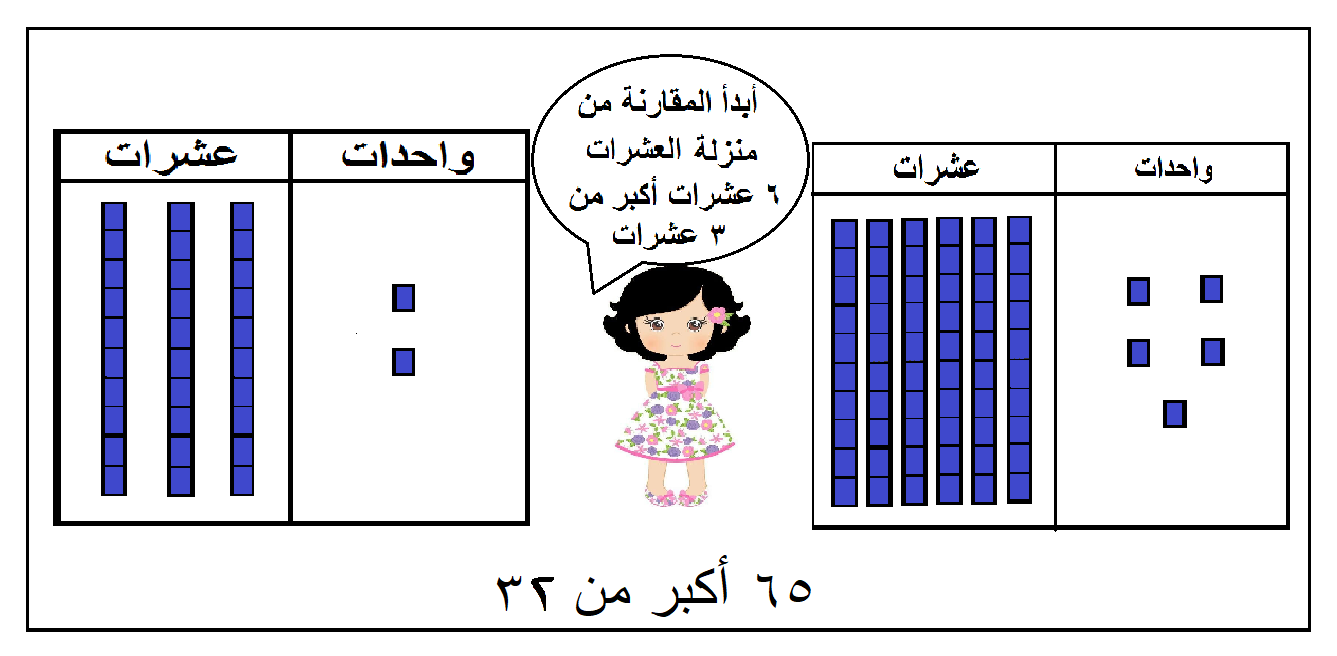 أبدأ المقارنة من
منزلة العشرات
٦ عشرات أكبر من
٣ عشرات
واحدات
عشرات
واحدات
عشرات
٦٥ أكبر من ٣٢